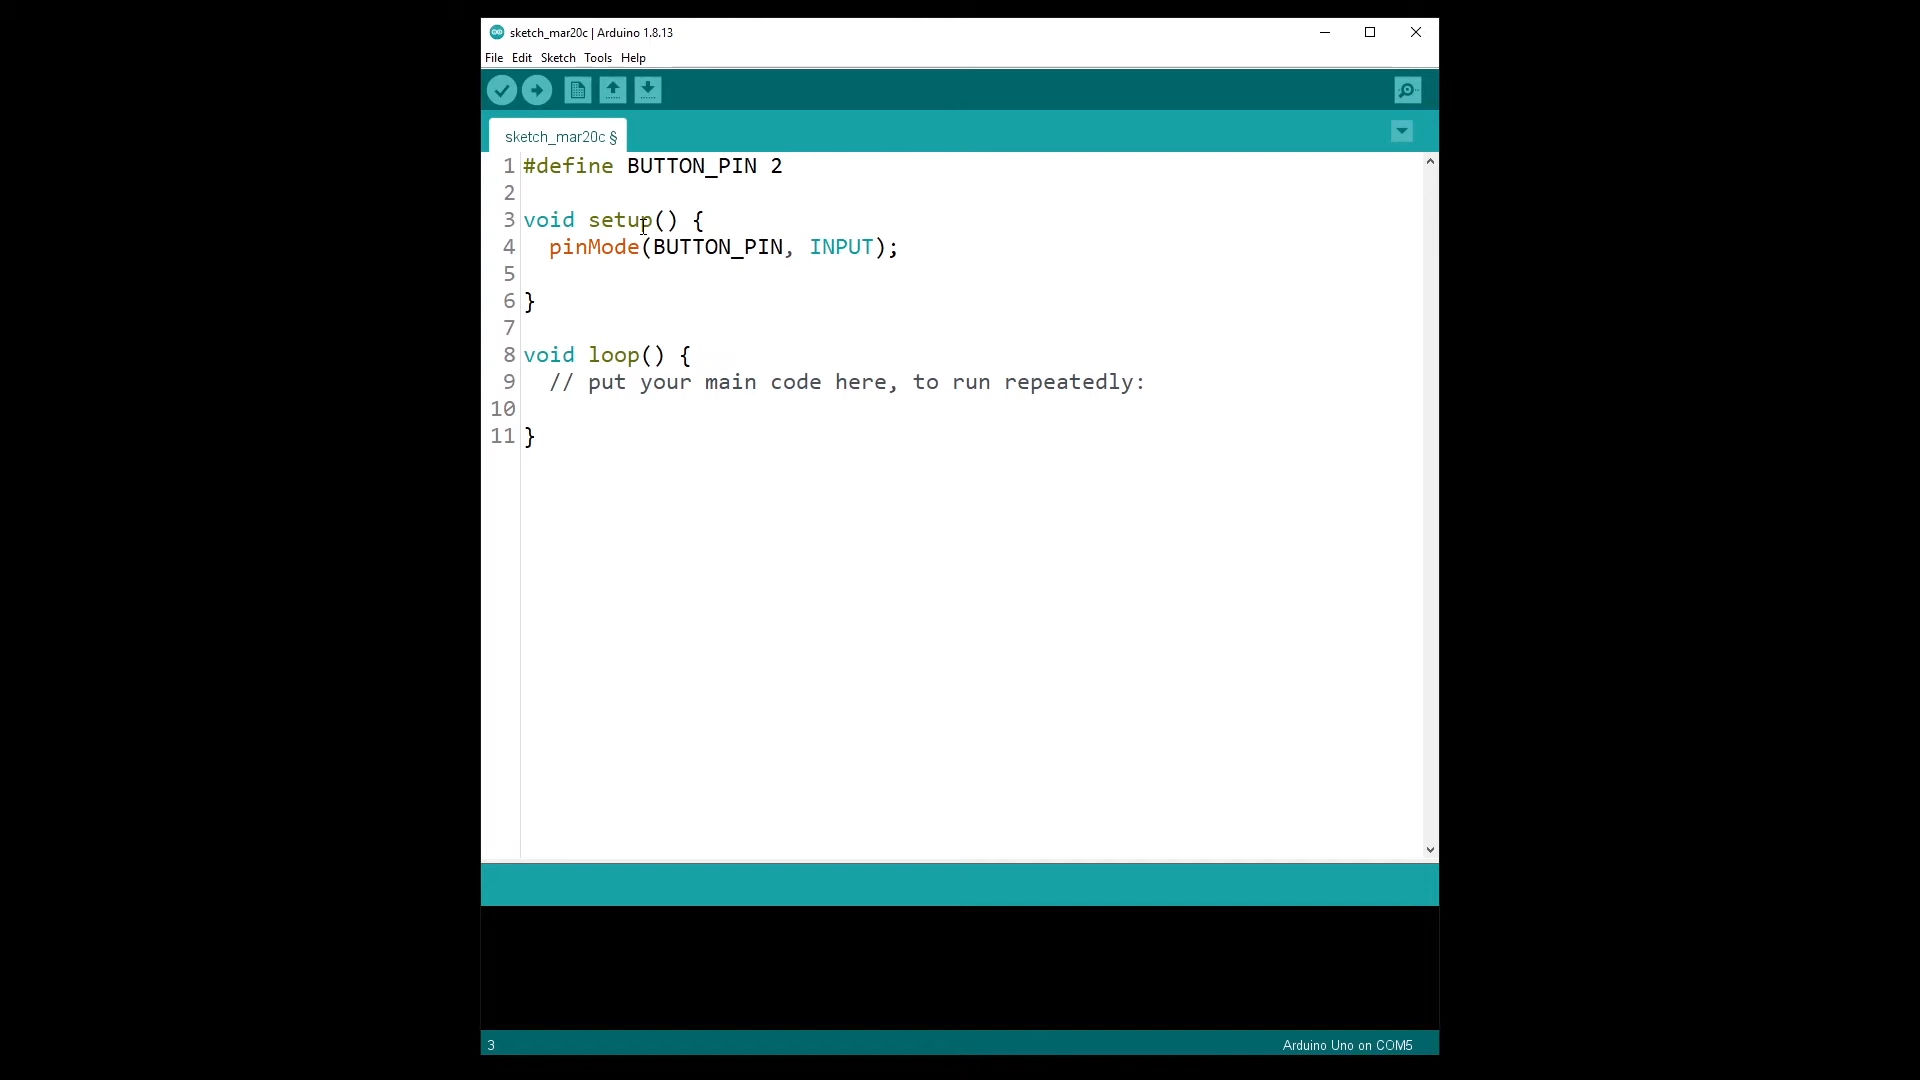 sketch_mar20c | Arduino 1.8.13
File Edit Sketch Tools Help
sketch_mar20c §
1 #define BUTTON_PIN 2
2
3 void setup() {
4 pinMode(BUTTON_PIN, INPUT);
5
6 }
7
8 void loop() {
9 // put your main code here, to run repeatedly:
10
11 }
3 Arduino Uno on COM5